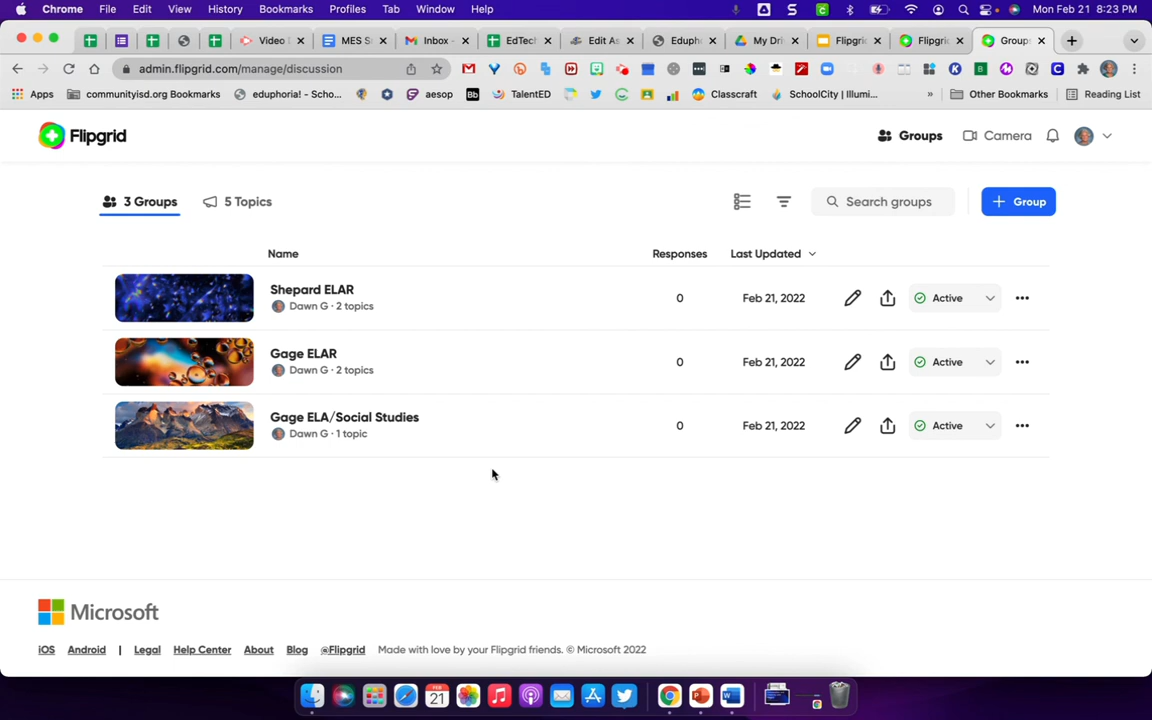 Chrome File Edit View History Bookmarks Profiles Tab Window Help Mon Feb 21 8:23 PM
Video I MES S Inbox - EdTech Edit As Eduph My Dri Flipgri Flipgri Groups
admin.flipgrid.com/manage/discussion
Apps communityisd.org Bookmarks eduphoria! - Scho... aesop Bb TalentED Classcraft SchoolCity | Illumi... » Other Bookmarks Reading List
Flipgrid Groups Camera
3 Groups 5 Topics Search groups + Group
Name Responses Last Updated
Shepard ELAR 0 Feb 21, 2022 Active
Dawn G · 2 topics
Gage ELAR 0 Feb 21, 2022 Active
Dawn G · 2 topics
Gage ELA/Social Studies 0 Feb 21, 2022 Active
Dawn G · 1 topic
Microsoft
iOS Android | Legal Help Center About Blog @Flipgrid Made with love by your Flipgrid friends. © Microsoft 2022